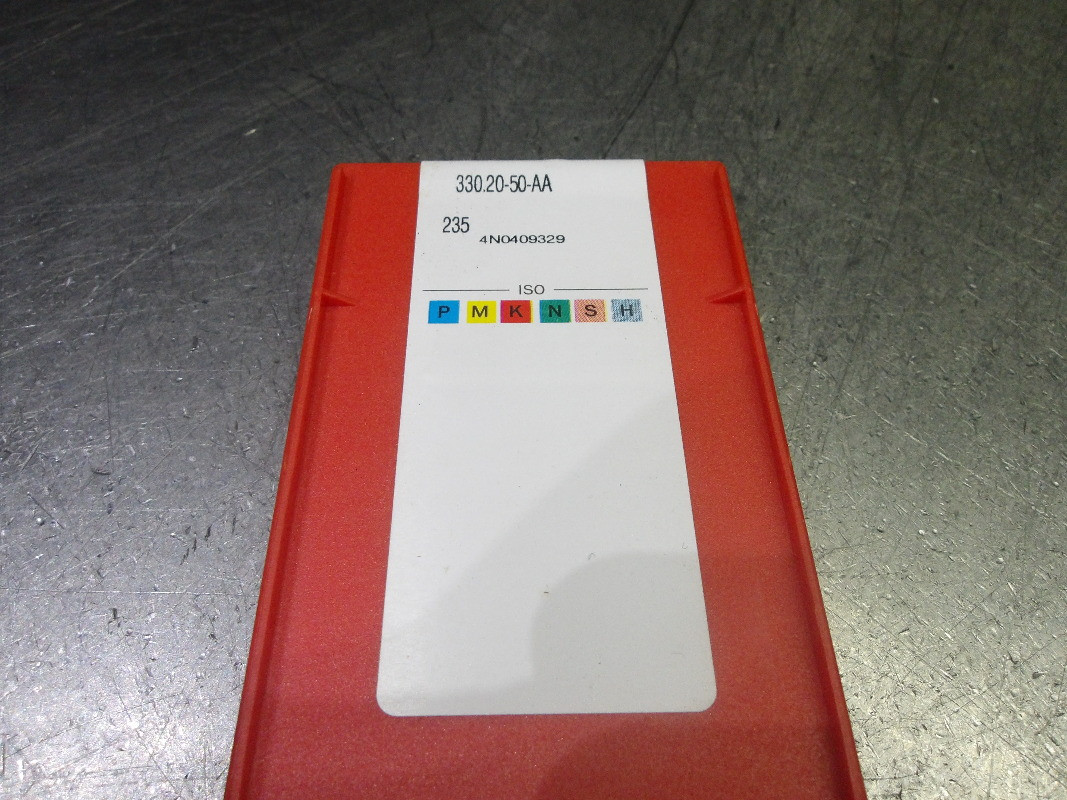 330.20-50-AA
235
4N0409329
ISO
P M K N S H